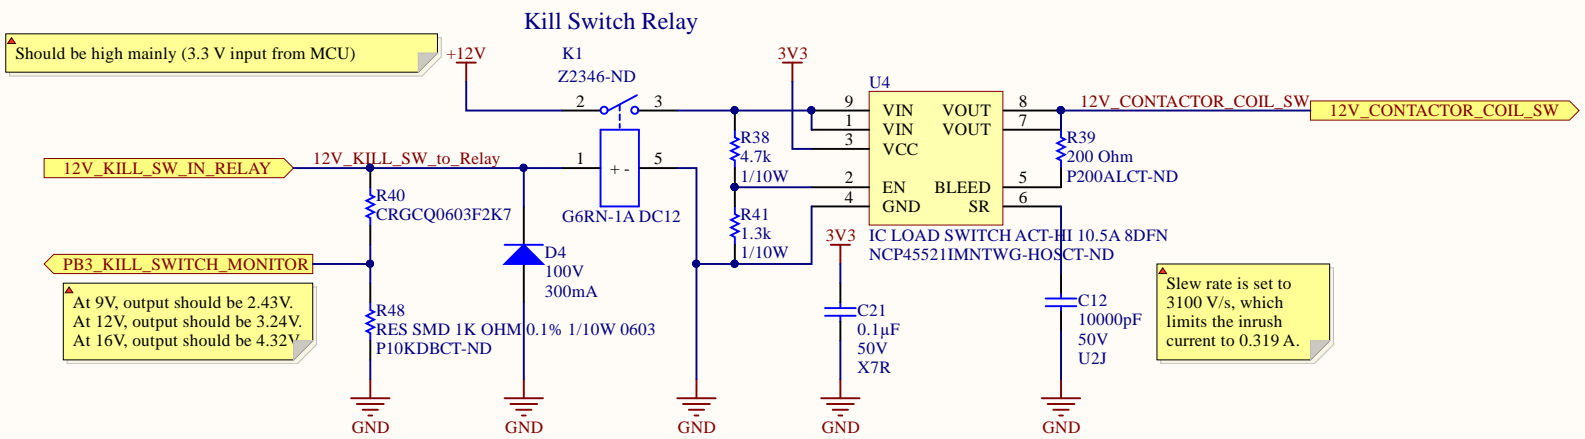 Kill Switch Relay
Should be high mainly (3.3 V input from MCU)
+12V
K1
Z2346-ND
2
3
1
5
+ -
G6RN-1A DC12
12V_KILL_SW_IN_RELAY
12V_KILL_SW_to_Relay
R40
CRGCQ0603F2K7
PB3_KILL_SWITCH_MONITOR
At 9V, output should be 2.43V.
At 12V, output should be 3.24V.
At 16V, output should be 4.32V.
R48
RES SMD 1K OHM 0.1% 1/10W 0603
P10KDBCT-ND
GND
D4
100V
300mA
GND
GND
3V3
R38
4.7k
1/10W
R41
1.3k
1/10W
U4
9
VIN
1
VIN
3
VCC
2
EN
4
GND
VOUT
8
VOUT
7
BLEED
5
SR
6
IC LOAD SWITCH ACT-HI 10.5A 8DFN
NCP45521IMNTWG-HOSCT-ND
3V3
C21
0.1µF
50V
X7R
GND
12V_CONTACTOR_COIL_SW
12V_CONTACTOR_COIL_SW
R39
200 Ohm
P200ALCT-ND
C12
10000pF
50V
U2J
GND
Slew rate is set to
3100 V/s, which
limits the inrush
current to 0.319 A.